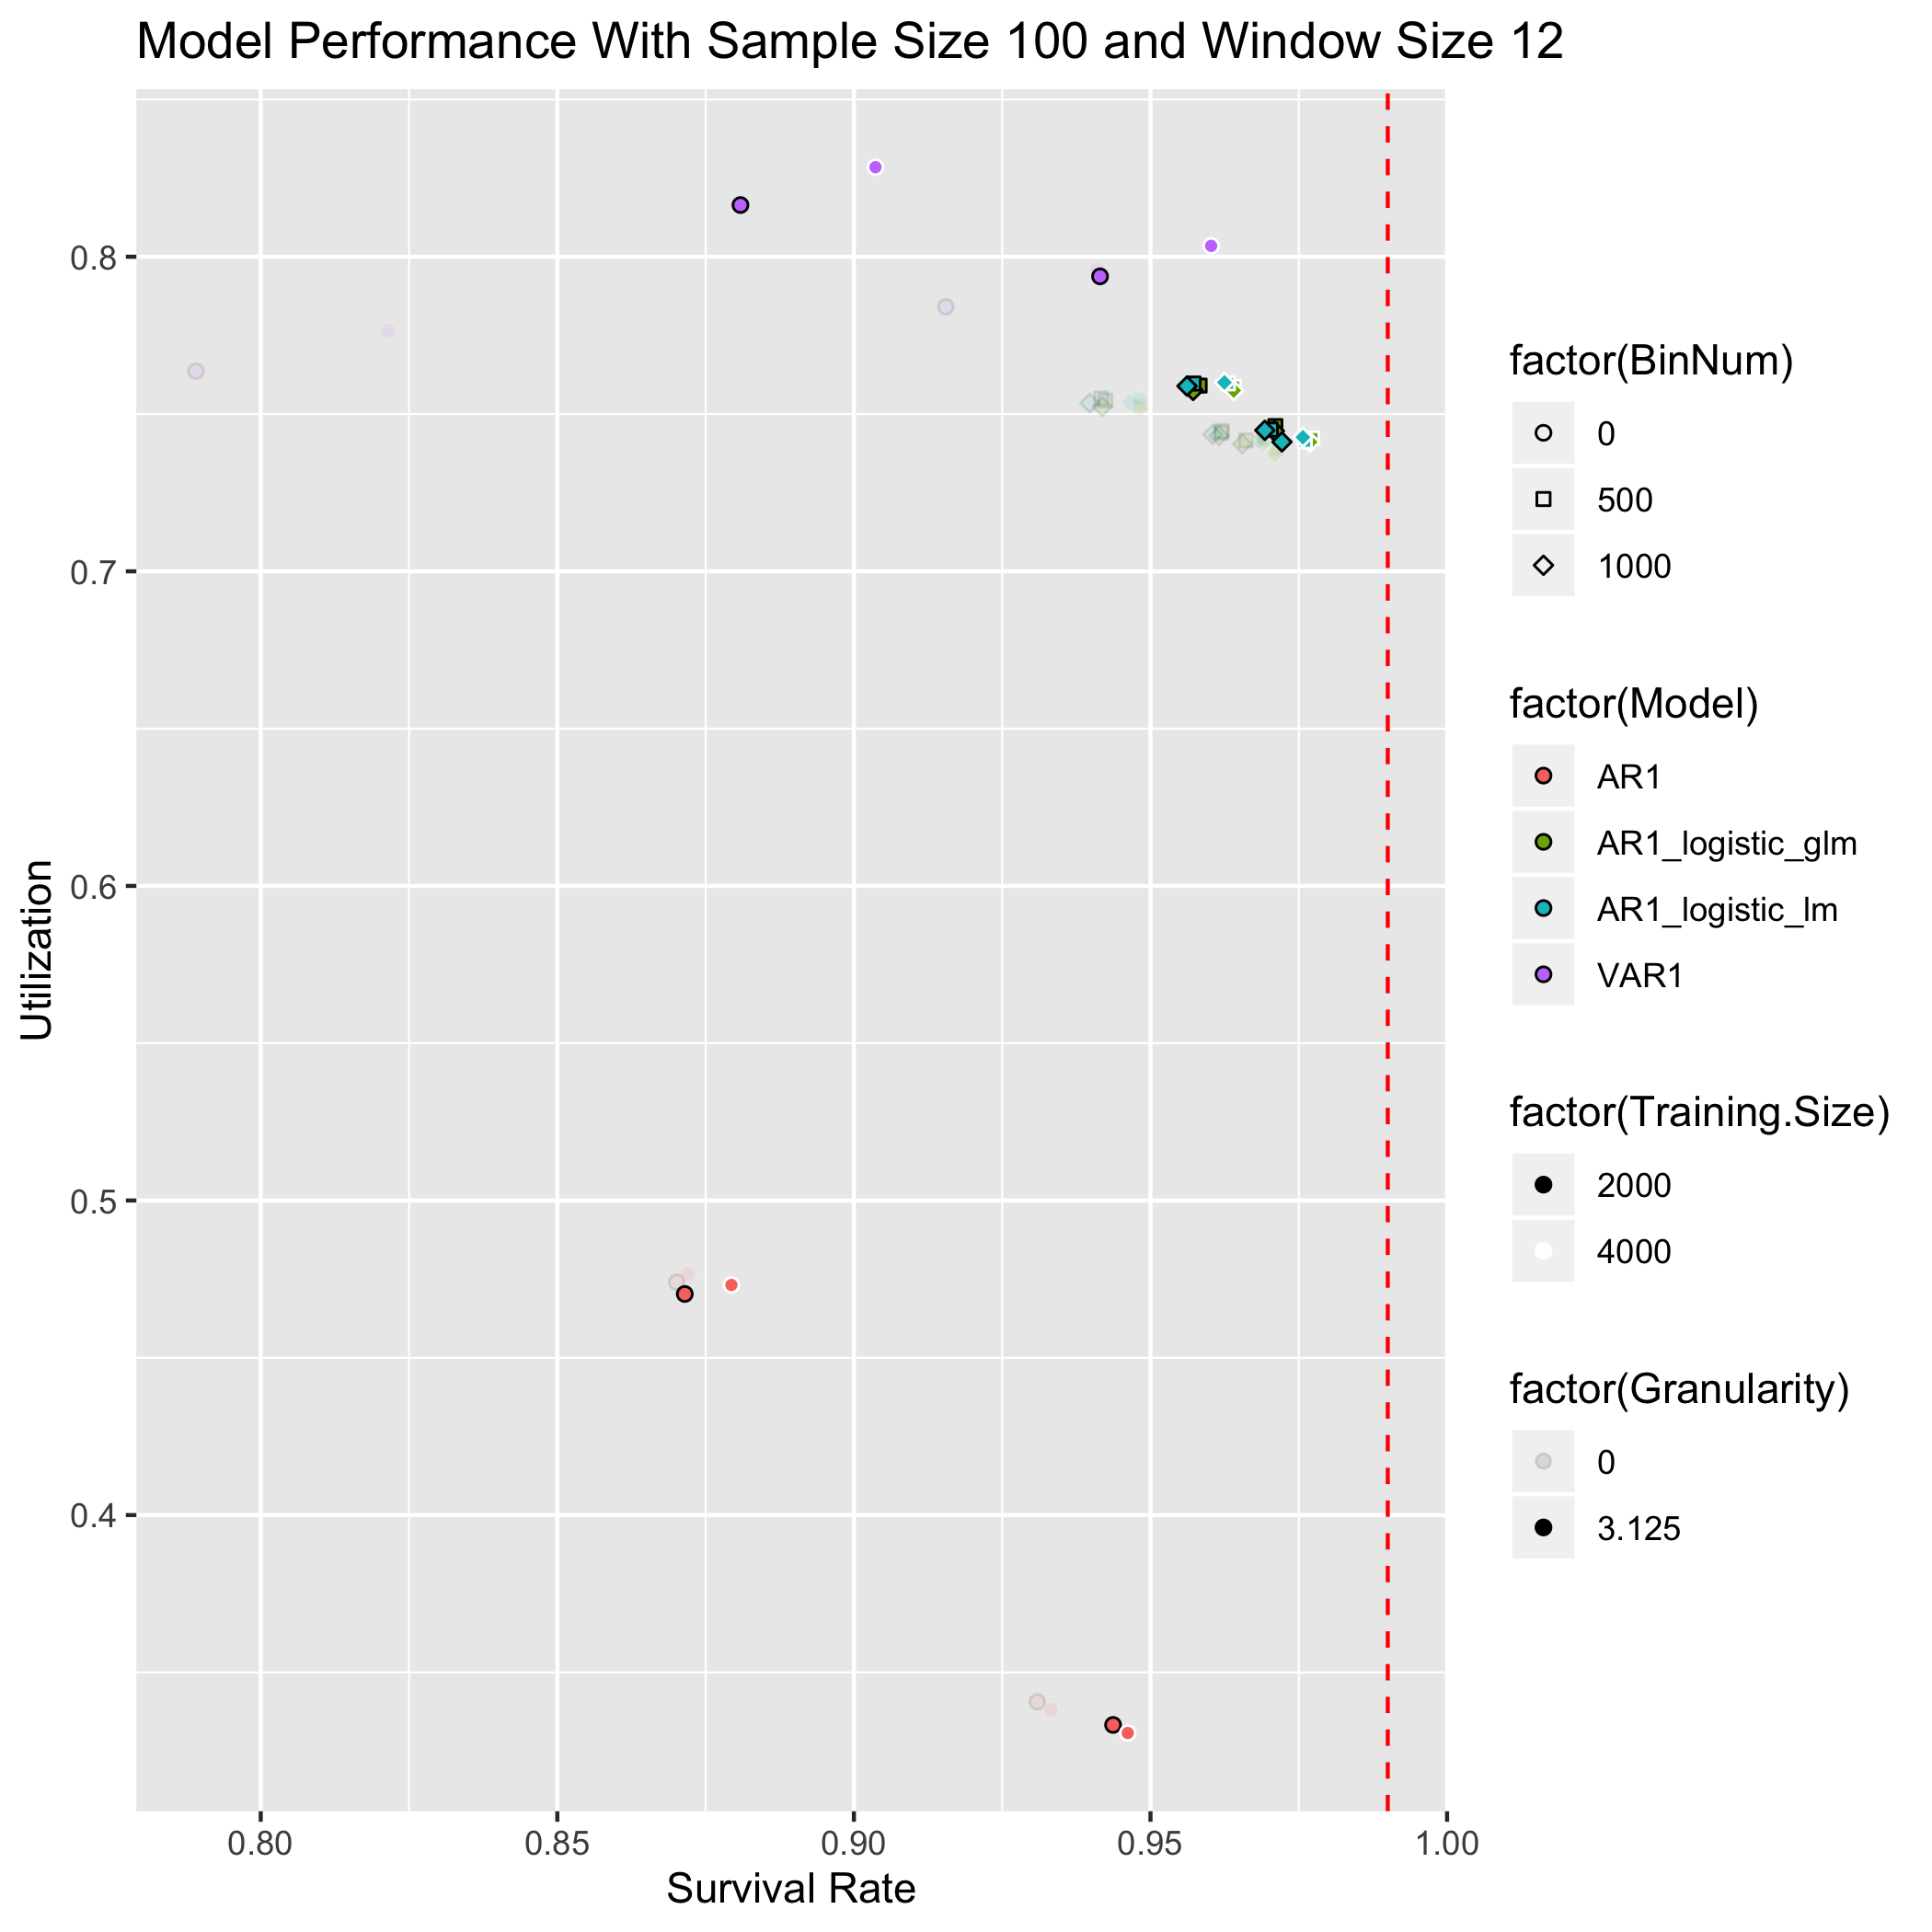 Model Performance With Sample Size 100 and Window Size 12
Utilization
0.8
0.7
0.6
0.5
0.4
0.80
0.85
0.90
0.95
1.00
Survival Rate
factor(BinNum)
0
500
1000
factor(Model)
AR1
AR1_logistic_glm
AR1_logistic_lm
VAR1
factor(Training.Size)
2000
4000
factor(Granularity)
0
3.125